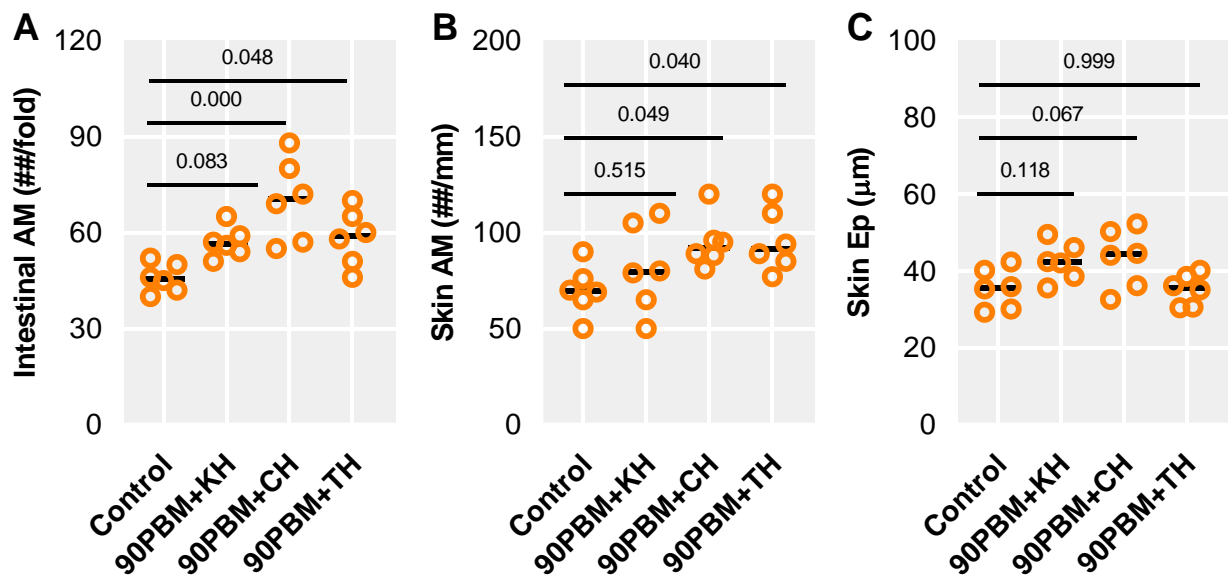 A
Intestinal AM (##/fold)
120
90
60
30
0
0.048
0.000
0.083
Control
90PBM+KH
90PBM+CH
90PBM+TH
B
Skin AM (##/mm)
200
150
100
50
0
0.040
0.049
0.515
Control
90PBM+KH
90PBM+CH
90PBM+TH
C
Skin Ep (μm)
100
80
60
40
20
0
0.999
0.067
0.118
Control
90PBM+KH
90PBM+CH
90PBM+TH